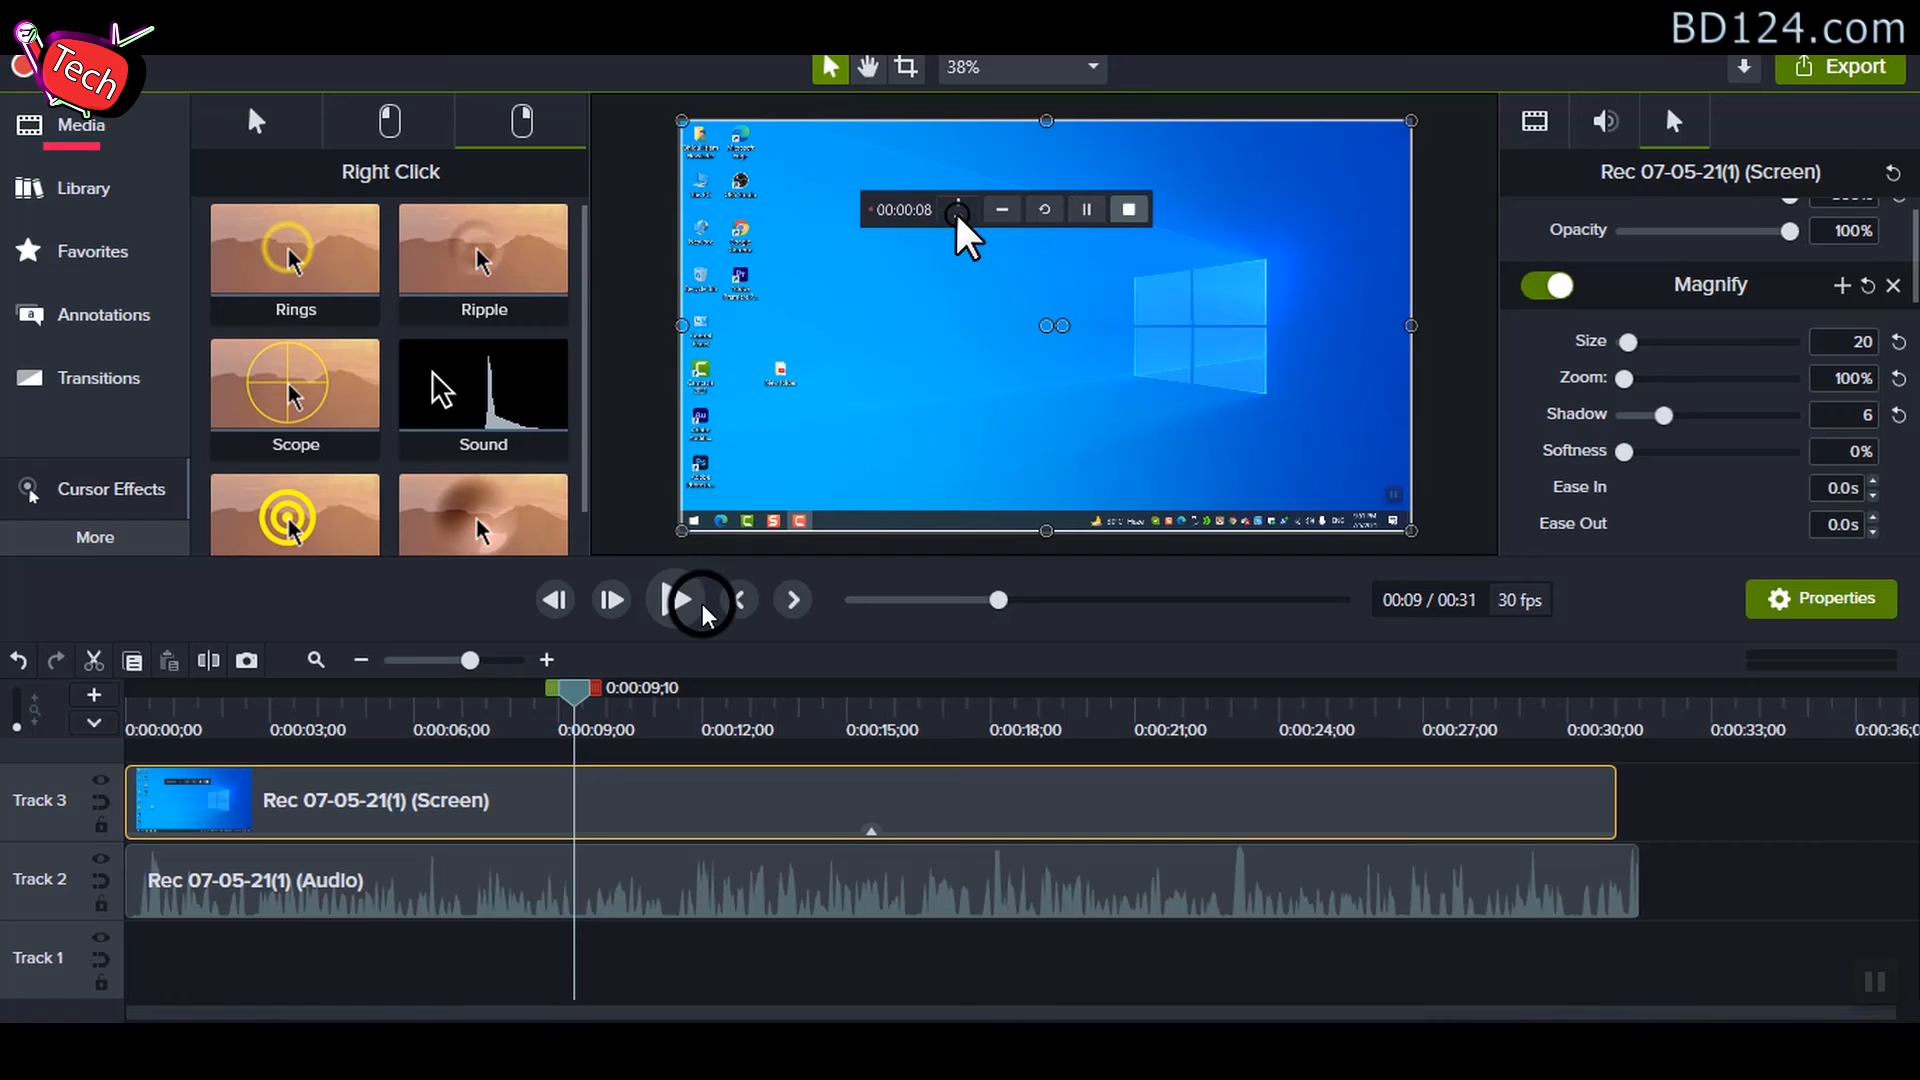 BD124.com
Tech
38%
Export
Media
Library
Favorites
Annotations
Transitions
Cursor Effects
More
Right Click
Rings
Ripple
Scope
Sound
00:00:08
Rec 07-05-21(1) (Screen)
Opacity
100%
Magnify
Size
20
Zoom:
100%
Shadow
6
Softness
0%
Ease In
0.0s
Ease Out
0.0s
00:09 / 00:31
30 fps
Properties
0:00:09;10
0:00:00;00
0:00:03;00
0:00:06;00
0:00:09;00
0:00:12;00
0:00:15;00
0:00:18;00
0:00:21;00
0:00:24;00
0:00:27;00
0:00:30;00
0:00:33;00
Track 3
Rec 07-05-21(1) (Screen)
Track 2
Rec 07-05-21(1) (Audio)
Track 1